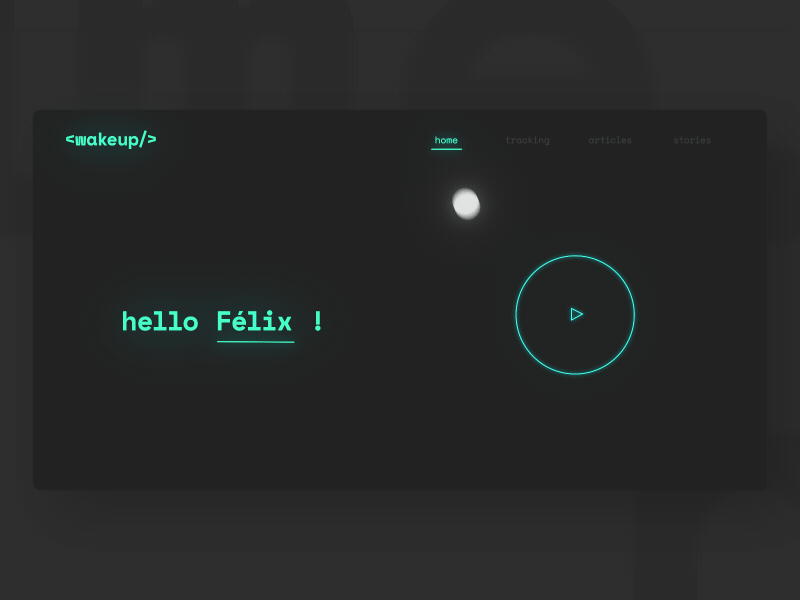 <wakeup/>
home tracking articles stories
hello Félix !